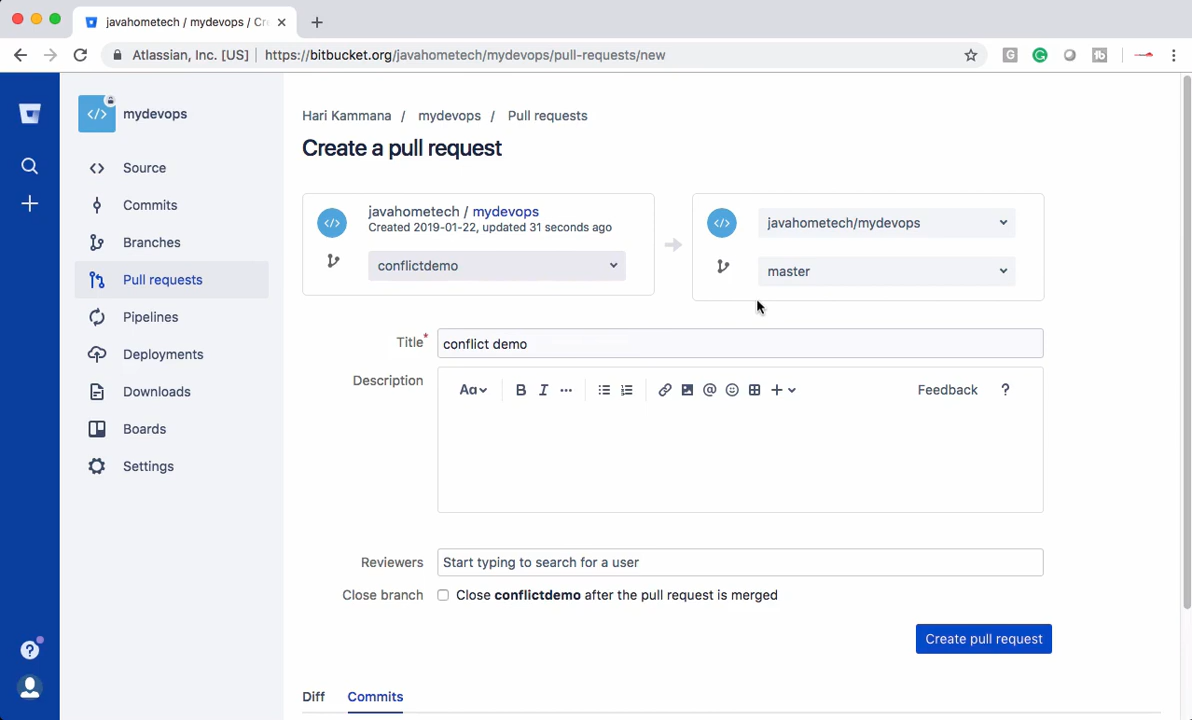 javahometech / mydevops / Cr
Atlassian, Inc. [US] https://bitbucket.org/javahometech/mydevops/pull-requests/new
mydevops
Source
Commits
Branches
Pull requests
Pipelines
Deployments
Downloads
Boards
Settings
Hari Kammana / mydevops / Pull requests
Create a pull request
javahometech / mydevops
Created 2019-01-22, updated 31 seconds ago
conflictdemo
javahometech/mydevops
master
Title* conflict demo
Description
Aa B I Feedback ?
Reviewers Start typing to search for a user
Close branch Close conflictdemo after the pull request is merged
Create pull request
Diff Commits